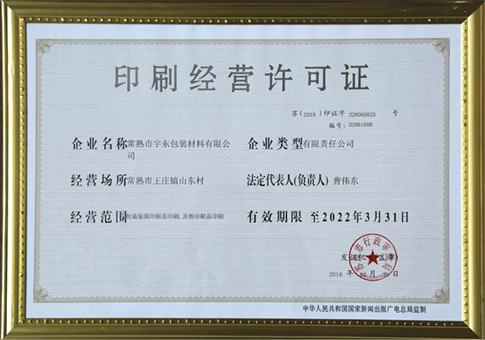 印刷经营许可证
苏(2018)印证字 326060825 号
编号: 32061600
企业名称 常熟市宇东包装材料有限公
司
企业类型 有限责任公司
经营场所 常熟市王庄镇山东村
法定代表人(负责人) 曹伟东
经营范围 包装装潢印刷品印刷,其他印刷品印刷
有效期限 至2022年3月31日
2018 年 月 日
中华人民共和国国家新闻出版广电总局监制